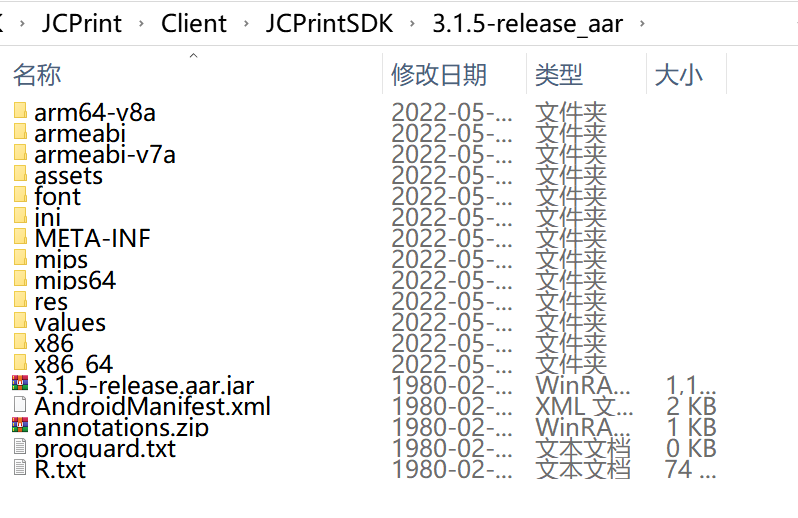 JCPrint Client JCPrintSDK 3.1.5-release_aar
名称 修改日期 类型 大小
arm64-v8a 2022-05-... 文件夹
armeabi 2022-05-... 文件夹
armeabi-v7a 2022-05-... 文件夹
assets 2022-05-... 文件夹
font 2022-05-... 文件夹
ini 2022-05-... 文件夹
META-INF 2022-05-... 文件夹
mips 2022-05-... 文件夹
mips64 2022-05-... 文件夹
res 2022-05-... 文件夹
values 2022-05-... 文件夹
x86 2022-05-... 文件夹
x86_64 2022-05-... 文件夹
3.1.5-release.aar.jar 1980-02-... WinRA... 1,1...
AndroidManifest.xml 1980-02-... XML 文... 2 KB
annotations.zip 1980-02-... WinRA... 1 KB
proguard.txt 1980-02-... 文本文档 0 KB
R.txt 1980-02-... 文本文档 74 ...